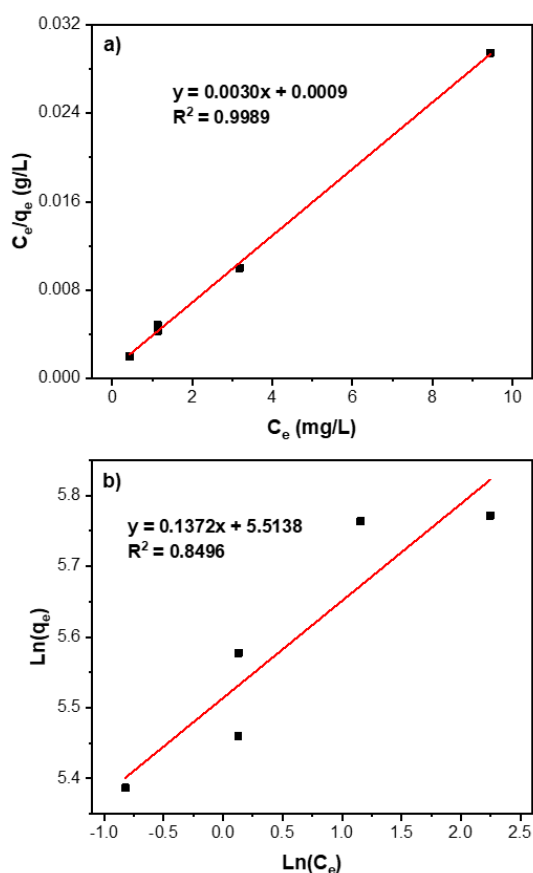 a)
y = 0.0030x + 0.0009
R² = 0.9989
0.032
0.024
0.016
0.008
0.000
Cₑ/qₑ (g/L)
0 2 4 6 8 10
Cₑ (mg/L)
b)
y = 0.1372x + 5.5138
R² = 0.8496
5.8
5.7
5.6
5.5
5.4
Ln(qₑ)
-1.0 -0.5 0.0 0.5 1.0 1.5 2.0 2.5
Ln(Cₑ)